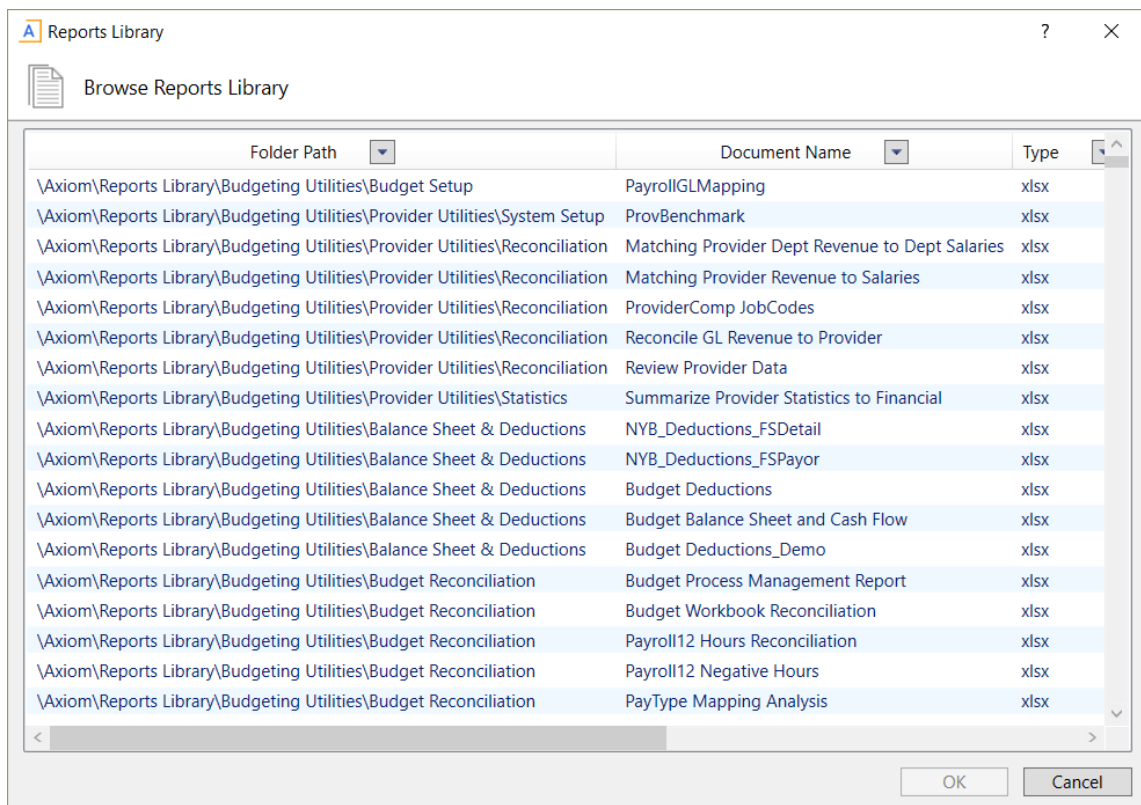 A Reports Library ?
Browse Reports Library
Folder Path Document Name Type
\Axiom\Reports Library\Budgeting Utilities\Budget Setup PayrollGLMapping xlsx
\Axiom\Reports Library\Budgeting Utilities\Provider Utilities\System Setup ProvBenchmark xlsx
\Axiom\Reports Library\Budgeting Utilities\Provider Utilities\Reconciliation Matching Provider Dept Revenue to Dept Salaries xlsx
\Axiom\Reports Library\Budgeting Utilities\Provider Utilities\Reconciliation Matching Provider Revenue to Salaries xlsx
\Axiom\Reports Library\Budgeting Utilities\Provider Utilities\Reconciliation ProviderComp JobCodes xlsx
\Axiom\Reports Library\Budgeting Utilities\Provider Utilities\Reconciliation Reconcile GL Revenue to Provider xlsx
\Axiom\Reports Library\Budgeting Utilities\Provider Utilities\Reconciliation Review Provider Data xlsx
\Axiom\Reports Library\Budgeting Utilities\Provider Utilities\Statistics Summarize Provider Statistics to Financial xlsx
\Axiom\Reports Library\Budgeting Utilities\Balance Sheet & Deductions NYB_Deductions_FSDetail xlsx
\Axiom\Reports Library\Budgeting Utilities\Balance Sheet & Deductions NYB_Deductions_FSPayor xlsx
\Axiom\Reports Library\Budgeting Utilities\Balance Sheet & Deductions Budget Deductions xlsx
\Axiom\Reports Library\Budgeting Utilities\Balance Sheet & Deductions Budget Balance Sheet and Cash Flow xlsx
\Axiom\Reports Library\Budgeting Utilities\Balance Sheet & Deductions Budget Deductions_Demo xlsx
\Axiom\Reports Library\Budgeting Utilities\Budget Reconciliation Budget Process Management Report xlsx
\Axiom\Reports Library\Budgeting Utilities\Budget Reconciliation Budget Workbook Reconciliation xlsx
\Axiom\Reports Library\Budgeting Utilities\Budget Reconciliation Payroll12 Hours Reconciliation xlsx
\Axiom\Reports Library\Budgeting Utilities\Budget Reconciliation Payroll12 Negative Hours xlsx
\Axiom\Reports Library\Budgeting Utilities\Budget Reconciliation PayType Mapping Analysis xlsx
OK Cancel